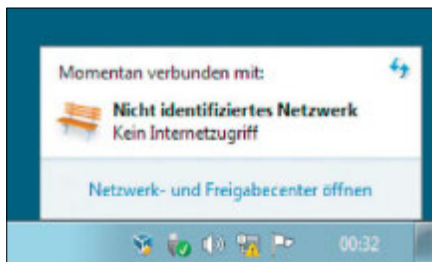 Momentan verbunden mit:
Nicht identifiziertes Netzwerk
Kein Internetzugriff
Netzwerk- und Freigabecenter öffnen
00:32